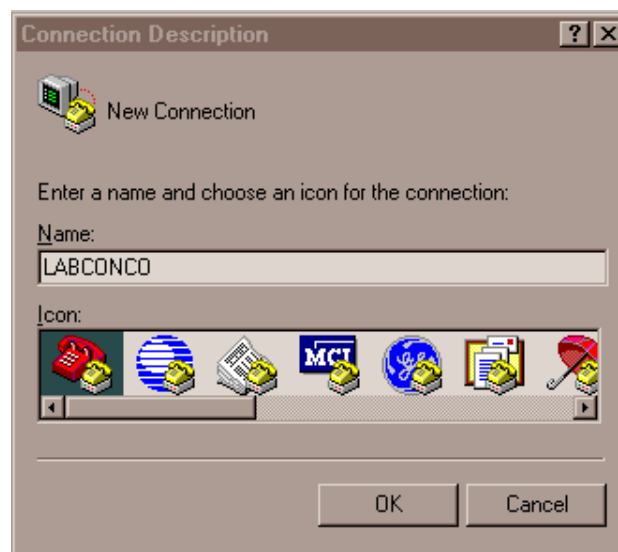 Connection Description
New Connection
Enter a name and choose an icon for the connection:
Name:
LABCONCO
Icon:
MCI
OK Cancel